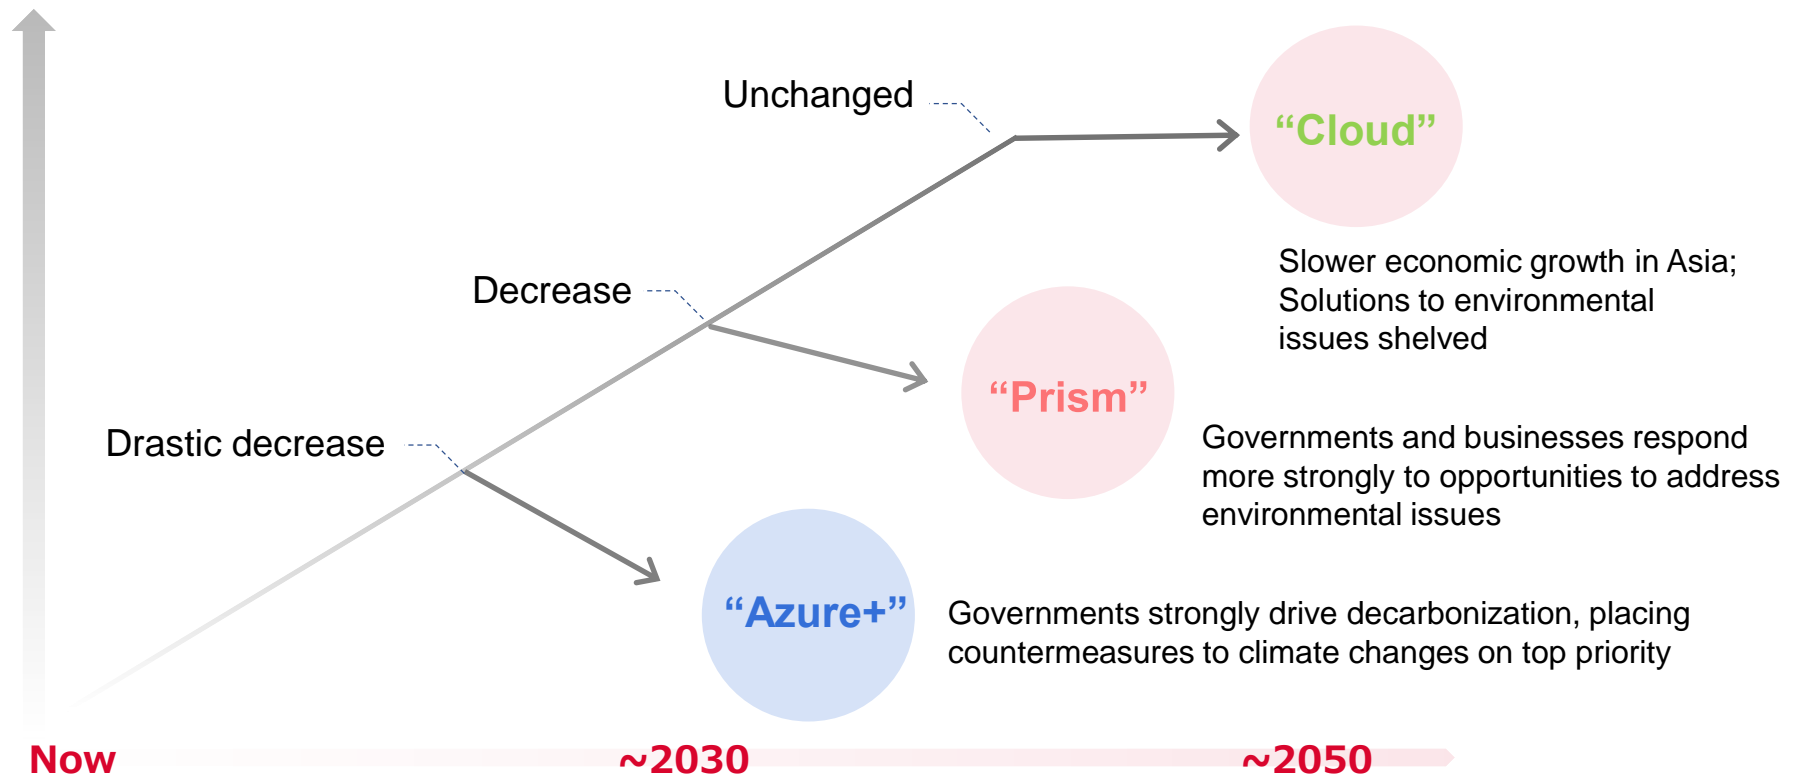 Unchanged
“Cloud”
Slower economic growth in Asia;
Solutions to environmental
issues shelved
Decrease
“Prism”
Governments and businesses respond
more strongly to opportunities to address
environmental issues
Drastic decrease
“Azure+”
Governments strongly drive decarbonization, placing
countermeasures to climate changes on top priority
Now
~2030
~2050